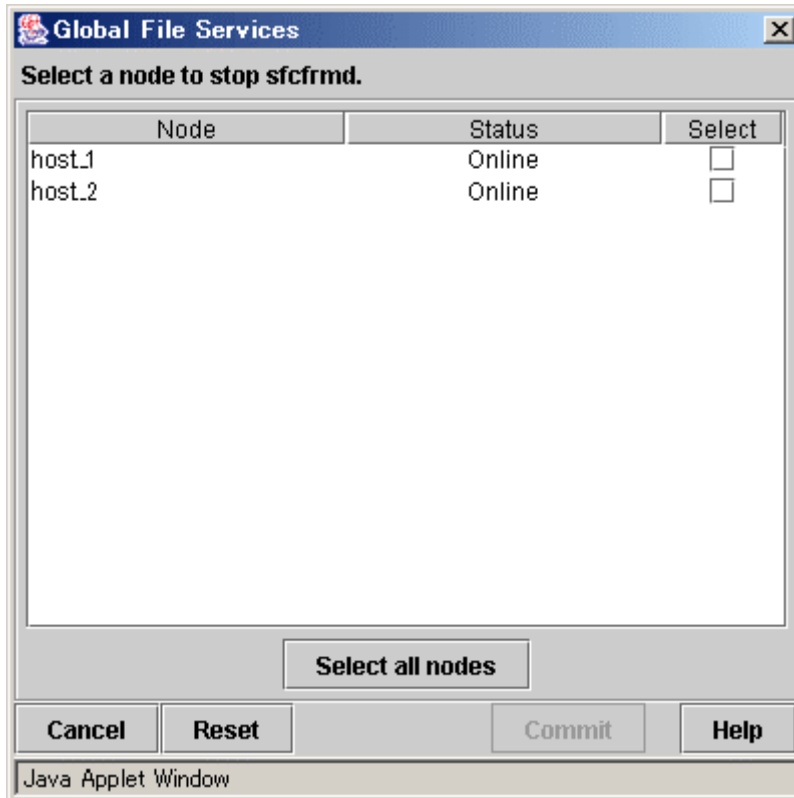 Global File Services
Select a node to stop sfcfrmd.
Node Status Select
host_1 Online
host_2 Online
Select all nodes
Cancel Reset Commit Help
Java Applet Window